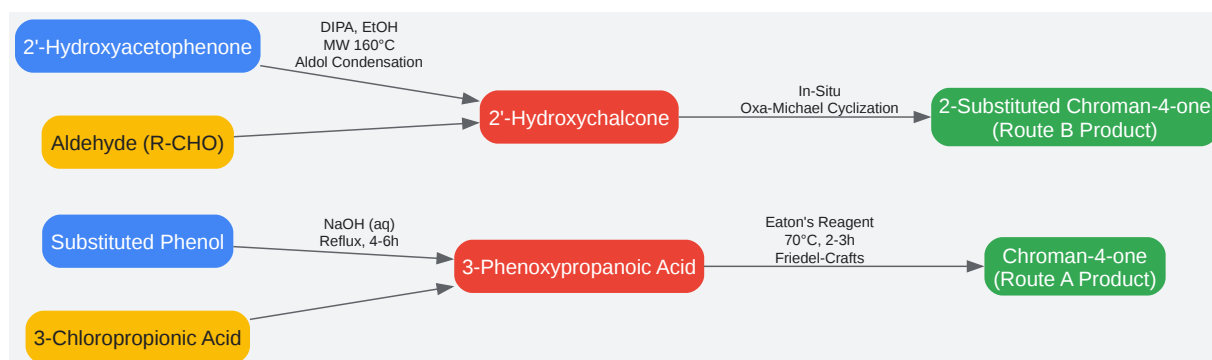 2'-Hydroxyacetophenone
DIPA, EtOH
MW 160°C
Aldol Condensation
Aldehyde (R-CHO)
2'-Hydroxychalcone
In-Situ
Oxa-Michael Cyclization
2-Substituted Chroman-4-one
(Route B Product)
Substituted Phenol
NaOH (aq)
Reflux, 4-6h
3-Chloropropionic Acid
3-Phenoxypropanoic Acid
Eaton's Reagent
70°C, 2-3h
Friedel-Crafts
Chroman-4-one
(Route A Product)